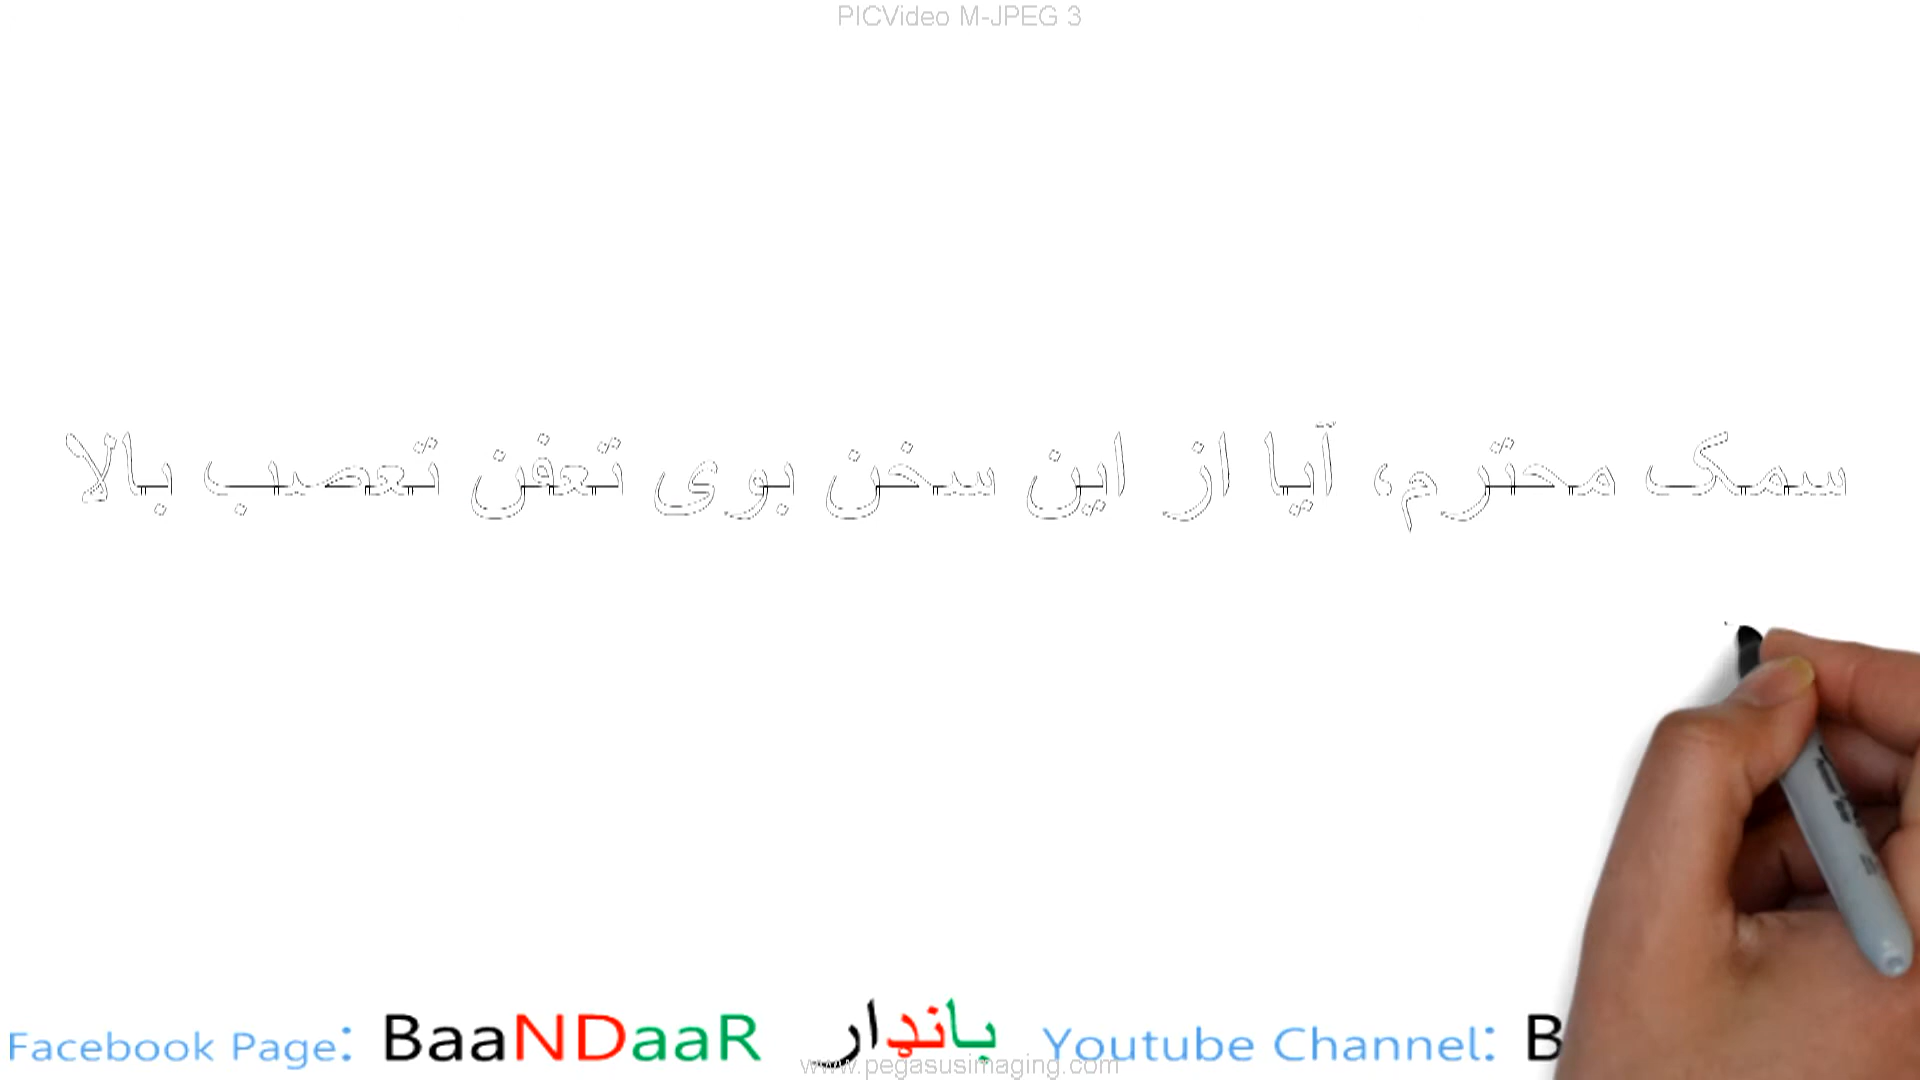 PICVideo M-JPEG 3
سمک محترم، آیا از این سخن بوی تعفن تعصب بالا
Facebook Page: BaaNDaaR بانډار Youtube Channel: B
www.pegasusimaging.com